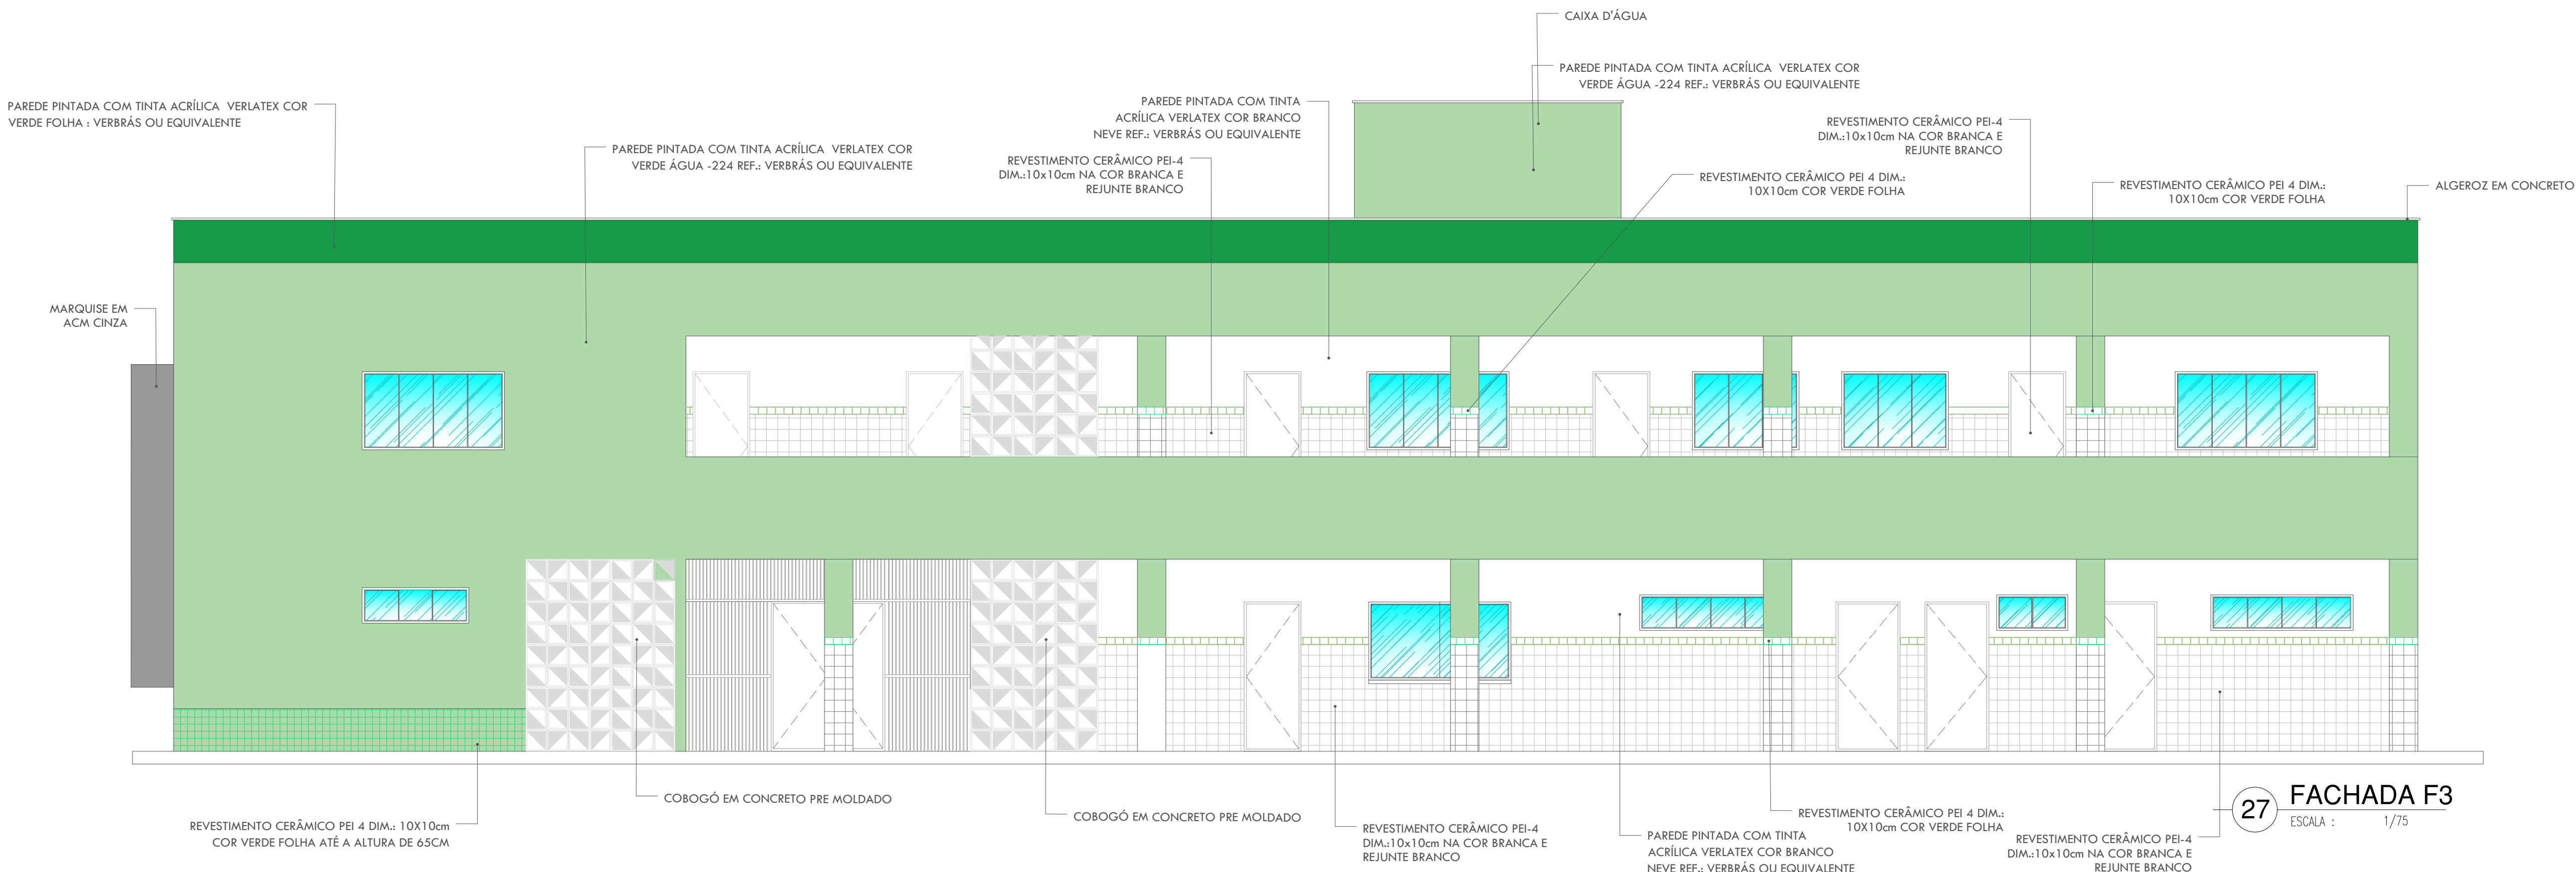 CAIXA D'ÁGUA
PAREDE PINTADA COM TINTA ACRÍLICA VERLATEX COR
VERDE ÁGUA -224 REF.: VERBRÁS OU EQUIVALENTE
PAREDE PINTADA COM TINTA ACRÍLICA VERLATEX COR
VERDE FOLHA : VERBRÁS OU EQUIVALENTE
PAREDE PINTADA COM TINTA ACRÍLICA VERLATEX COR
VERDE ÁGUA -224 REF.: VERBRÁS OU EQUIVALENTE
PAREDE PINTADA COM TINTA
ACRÍLICA VERLATEX COR BRANCO
NEVE REF.: VERBRÁS OU EQUIVALENTE
REVESTIMENTO CERÂMICO PEI-4
DIM.:10x10cm NA COR BRANCA E
REJUNTE BRANCO
REVESTIMENTO CERÂMICO PEI-4
DIM.:10x10cm NA COR BRANCA E
REJUNTE BRANCO
REVESTIMENTO CERÂMICO PEI 4 DIM.:
10X10cm COR VERDE FOLHA
REVESTIMENTO CERÂMICO PEI 4 DIM.:
10X10cm COR VERDE FOLHA
ALGEROZ EM CONCRETO
MARQUISE EM
ACM CINZA
REVESTIMENTO CERÂMICO PEI 4 DIM.: 10X10cm
COR VERDE FOLHA ATÉ A ALTURA DE 65CM
COBOGÓ EM CONCRETO PRE MOLDADO
COBOGÓ EM CONCRETO PRE MOLDADO
REVESTIMENTO CERÂMICO PEI-4
DIM.:10x10cm NA COR BRANCA E
REJUNTE BRANCO
PAREDE PINTADA COM TINTA
ACRÍLICA VERLATEX COR BRANCO
NEVE REF.: VERBRÁS OU EQUIVALENTE
REVESTIMENTO CERÂMICO PEI 4 DIM.:
10X10cm COR VERDE FOLHA
REVESTIMENTO CERÂMICO PEI-4
DIM.:10x10cm NA COR BRANCA E
REJUNTE BRANCO
27 FACHADA F3
ESCALA : 1/75